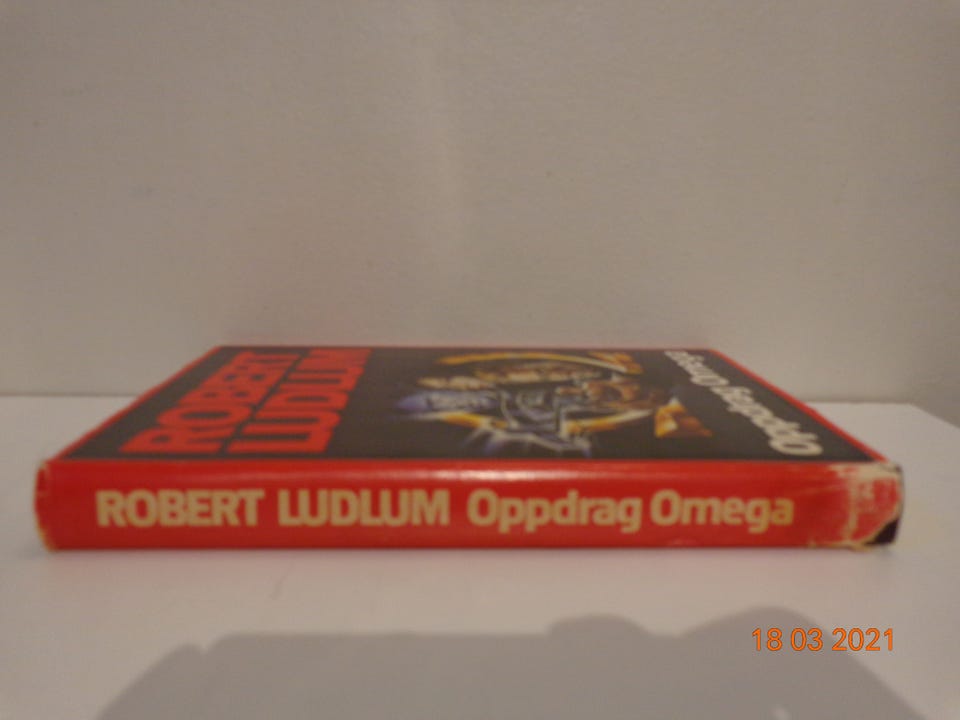 ROBERT
LUDLUM
Oppdrag Omega
ROBERT LUDLUM Oppdrag Omega
18 03 2021